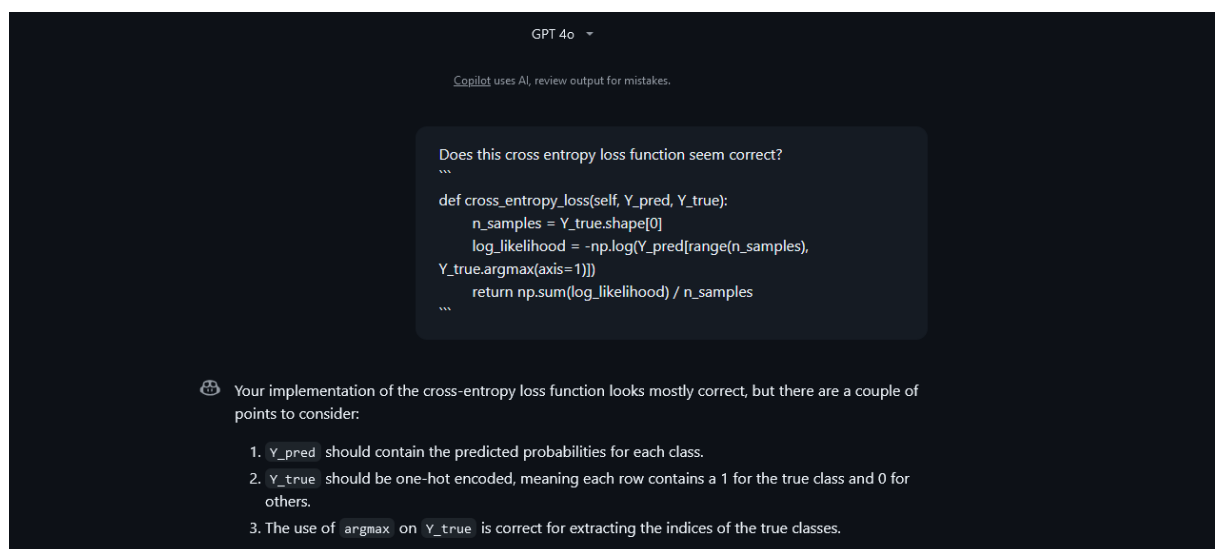 GPT 4o
Copilot uses AI, review output for mistakes.
Does this cross entropy loss function seem correct?
```
def cross_entropy_loss(self, Y_pred, Y_true):
n_samples = Y_true.shape[0]
log_likelihood = -np.log(Y_pred[range(n_samples),
Y_true.argmax(axis=1)])
return np.sum(log_likelihood) / n_samples
```
Your implementation of the cross-entropy loss function looks mostly correct, but there are a couple of
points to consider:
1. Y_pred should contain the predicted probabilities for each class.
2. Y_true should be one-hot encoded, meaning each row contains a 1 for the true class and 0 for
others.
3. The use of argmax on Y_true is correct for extracting the indices of the true classes.